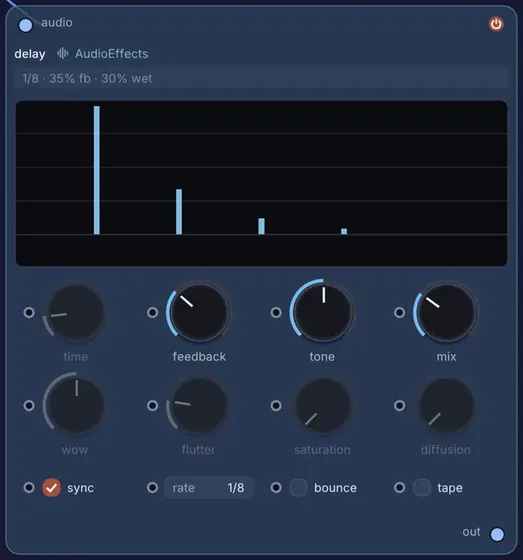 audio
delay AudioEffects
1/8 · 35% fb · 30% wet
time feedback tone mix
wow flutter saturation diffusion
sync rate 1/8 bounce tape
out